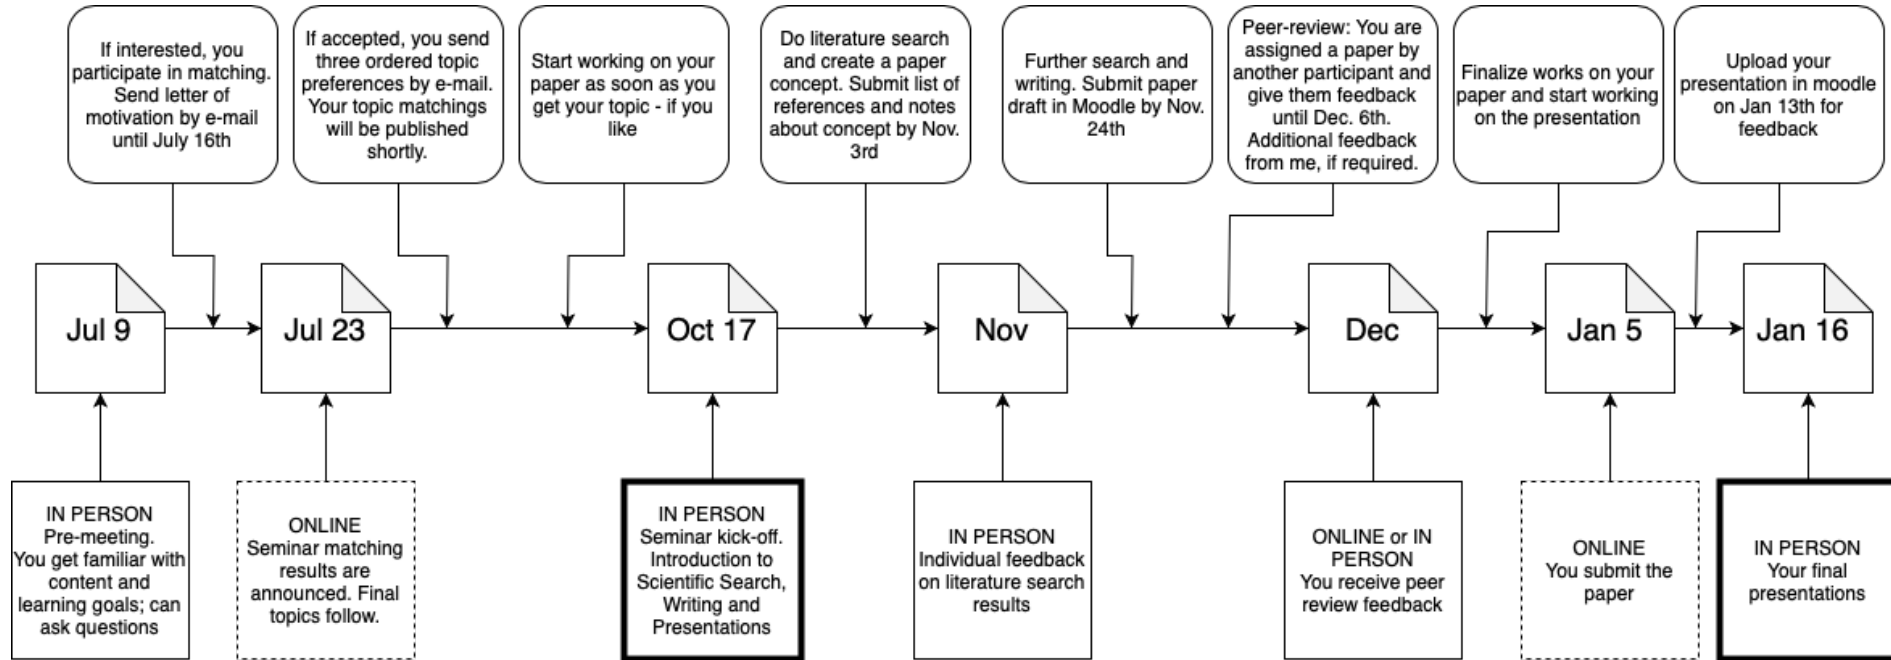 If interested, you
participate in matching.
Send letter of
motivation by e-mail
until July 16th
If accepted, you send
three ordered topic
preferences by e-mail.
Your topic matchings
will be published
shortly.
Start working on your
paper as soon as you
get your topic - if you
like
Do literature search
and create a paper
concept. Submit list of
references and notes
about concept by Nov.
3rd
Further search and
writing. Submit paper
draft in Moodle by Nov.
24th
Peer-review: You are
assigned a paper by
another participant and
give them feedback
until Dec. 6th.
Additional feedback
from me, if required.
Finalize works on your
paper and start working
on the presentation
Upload your
presentation in moodle
on Jan 13th for
feedback
Jul 9
Jul 23
Oct 17
Nov
Dec
Jan 5
Jan 16
IN PERSON
Pre-meeting.
You get familiar with
content and
learning goals; can
ask questions
ONLINE
Seminar matching
results are
announced. Final
topics follow.
IN PERSON
Seminar kick-off.
Introduction to
Scientific Search,
Writing and
Presentations
IN PERSON
Individual feedback
on literature search
results
ONLINE or IN
PERSON
You receive peer
review feedback
ONLINE
You submit the
paper
IN PERSON
Your final
presentations